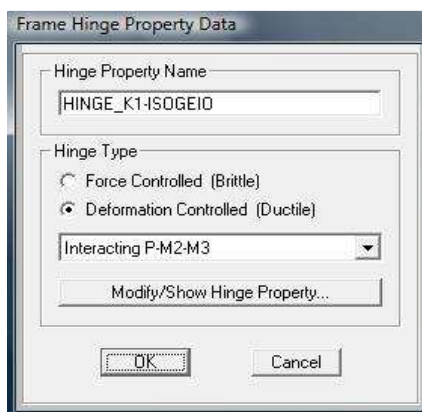 Frame Hinge Property Data
Hinge Property Name
HINGE_K1-ISOGEIO
Hinge Type
Force Controlled (Brittle)
Deformation Controlled (Ductile)
Interacting P-M2-M3
Modify/Show Hinge Property...
OK Cancel